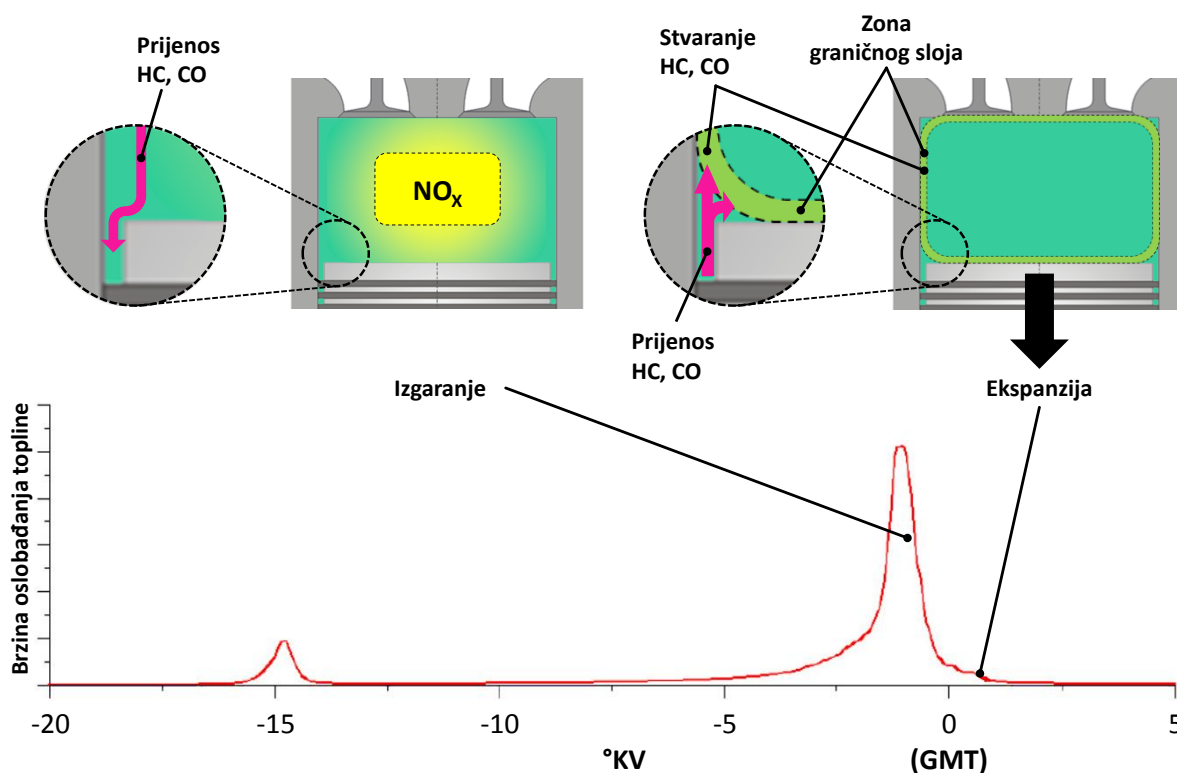 Prijenos
HC, CO
Stvaranje
HC, CO
Zona
graničnog sloja
NOX
Prijenos
HC, CO
Izgaranje
Ekspanzija
Brzina oslobađanja topline
-20
-15
-10
-5
0
5
°KV
(GMT)